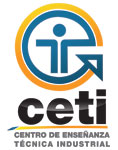 ceti
CENTRO DE ENSEÑANZA
TÉCNICA INDUSTRIAL